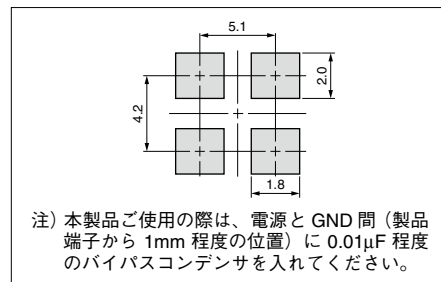 5.1
2.0
4.2
1.8
注）本製品ご使用の際は、電源と GND 間（製品
端子から 1mm 程度の位置）に 0.01μF 程度
のバイパスコンデンサを入れてください。